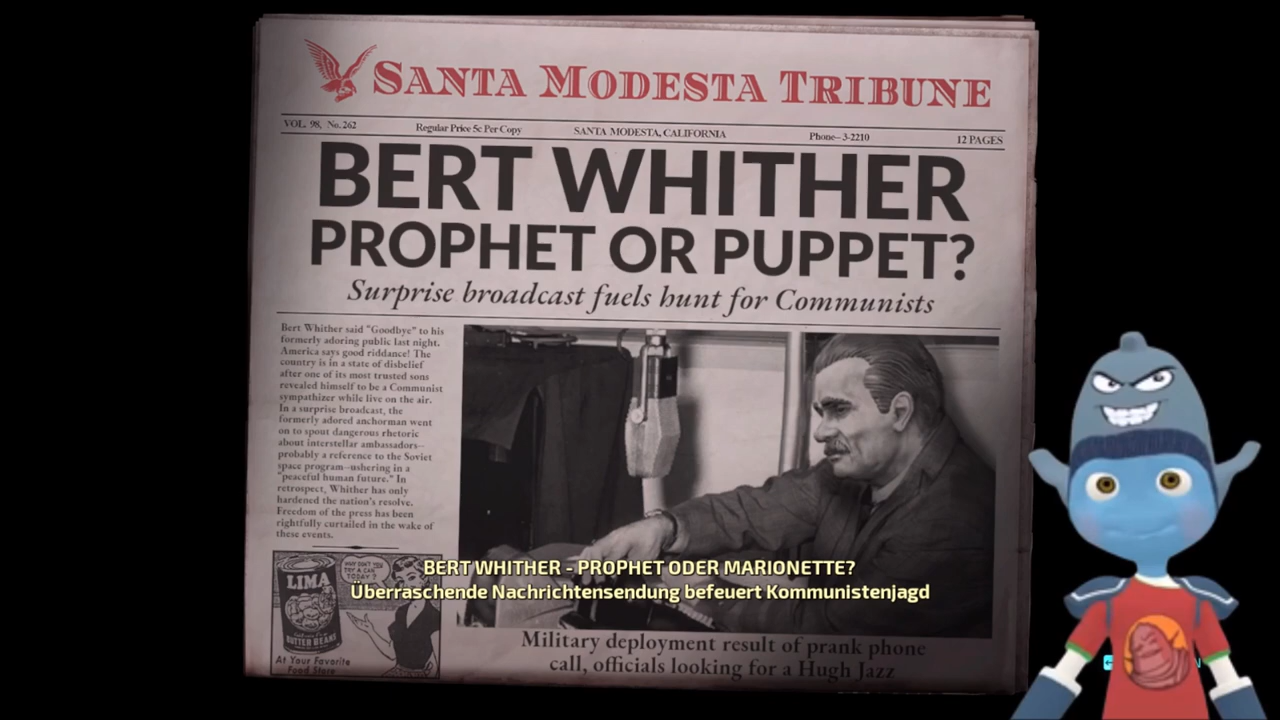 SANTA MODESTA TRIBUNE
VOL. 98, No. 262 Regular Price 5c Per Copy SANTA MODESTA, CALIFORNIA Phone– 3-2210 12 PAGES
BERT WHITHER
PROPHET OR PUPPET?
Surprise broadcast fuels hunt for Communists
Bert Whither said "Goodbye" to his
formerly adoring public last night.
America says good riddance! The
country is in a state of disbelief
after one of its most trusted sons
revealed himself to be a Communist
sympathizer while live on the air.
In a surprise broadcast, the
formerly adored anchorman went
on to spout dangerous rhetoric
about interstellar ambassadors–
probably a reference to the Soviet
space program–ushering in a
"peaceful human future." In
retrospect, Whither has only
hardened the nation's resolve.
Freedom of the press has been
rightfully curtailed in the wake of
these events.
WHY DON'T YOU
TRY A CAN
TODAY?
LIMA
BUTTER BEANS
At Your Favorite
Food Store
BERT WHITHER - PROPHET ODER MARIONETTE?
Überraschende Nachrichtensendung befeuert Kommunistenjagd
Military deployment result of prank phone
call, officials looking for a Hugh Jazz